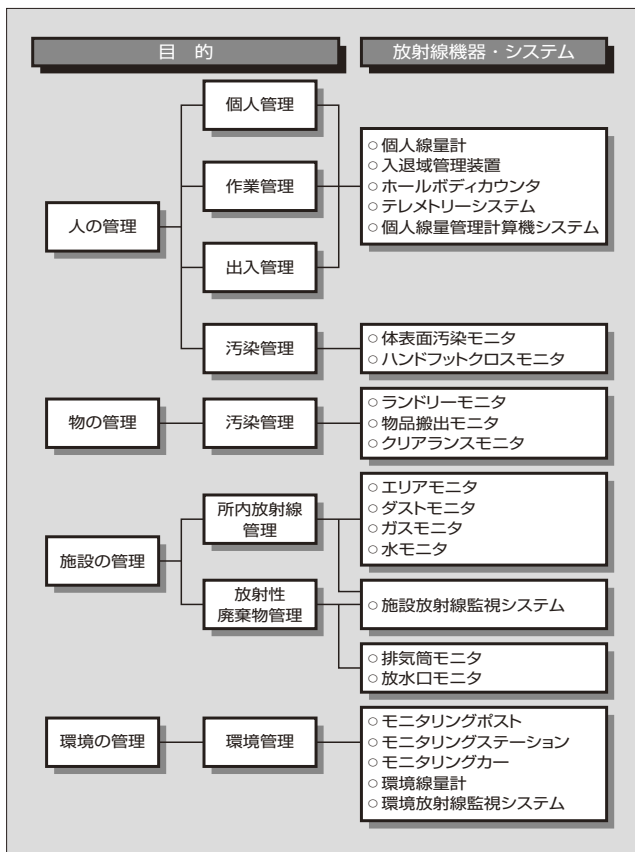 目 的
放射線機器・システム
人の管理
個人管理
作業管理
出入管理
○ 個人線量計
○ 入退域管理装置
○ ホールボディカウンタ
○ テレメトリーシステム
○ 個人線量管理計算機システム
汚染管理
○ 体表面汚染モニタ
○ ハンドフットクロスモニタ
物の管理
汚染管理
○ ランドリーモニタ
○ 物品搬出モニタ
○ クリアランスモニタ
施設の管理
所内放射線
管理
○ エリアモニタ
○ ダストモニタ
○ ガスモニタ
○ 水モニタ
放射性
廃棄物管理
○ 施設放射線監視システム
○ 排気筒モニタ
○ 放水口モニタ
環境の管理
環境管理
○ モニタリングポスト
○ モニタリングステーション
○ モニタリングカー
○ 環境線量計
○ 環境放射線監視システム